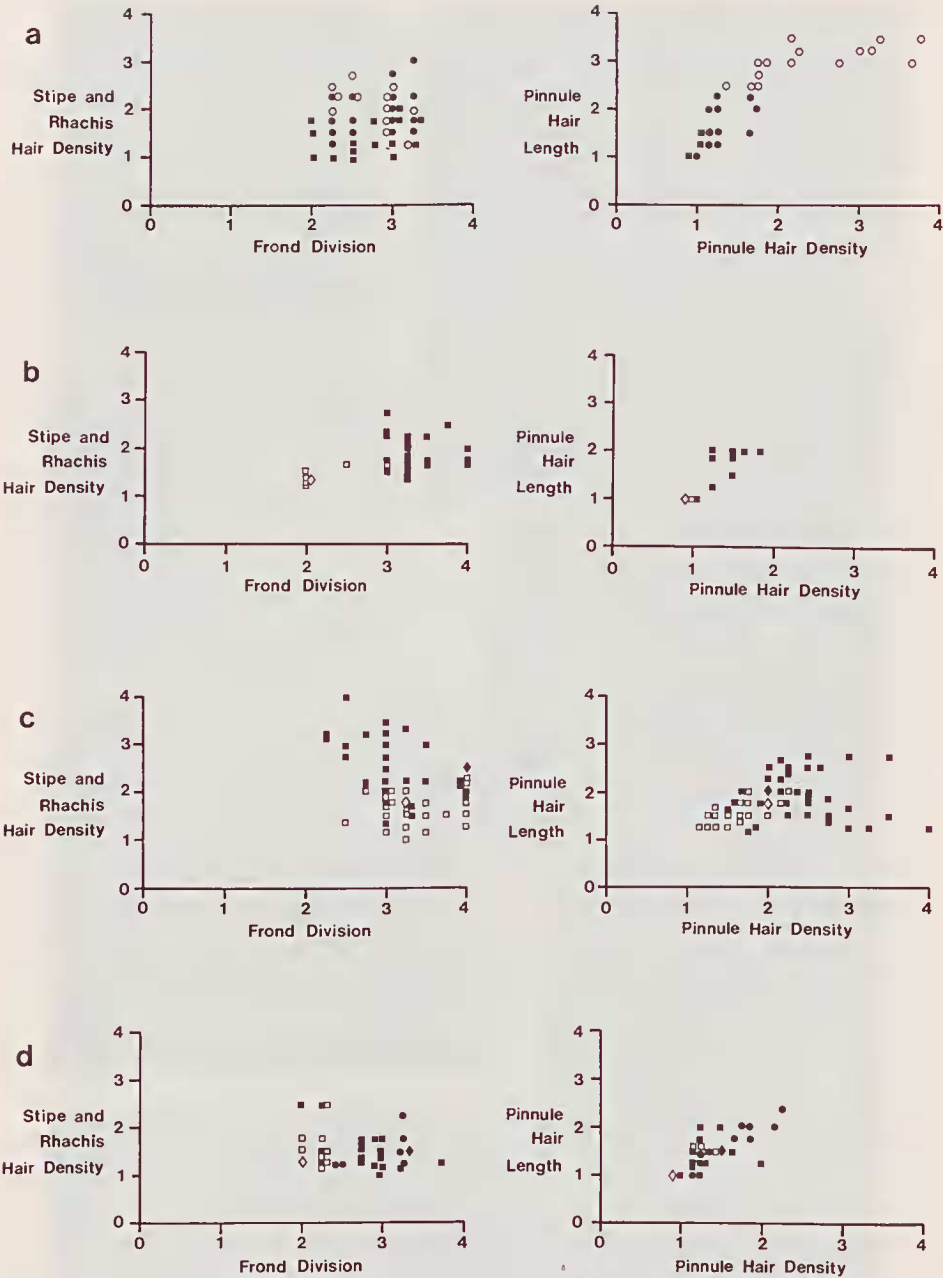 a
4
3
2
1
0
Stipe and
Rhachis
Hair Density
0 1 2 3 4
Frond Division
4
3
2
1
0
Pinnule
Hair
Length
0 1 2 3 4
Pinnule Hair Density
b
4
3
2
1
0
Stipe and
Rhachis
Hair Density
0 1 2 3 4
Frond Division
4
3
2
1
0
Pinnule
Hair
Length
0 1 2 3 4
Pinnule Hair Density
c
4
3
2
1
0
Stipe and
Rhachis
Hair Density
0 1 2 3 4
Frond Division
4
3
2
1
0
Pinnule
Hair
Length
0 1 2 3 4
Pinnule Hair Density
d
4
3
2
1
0
Stipe and
Rhachis
Hair Density
0 1 2 3 4
Frond Division
4
3
2
1
0
Pinnule
Hair
Length
0 1 2 3 4
Pinnule Hair Density